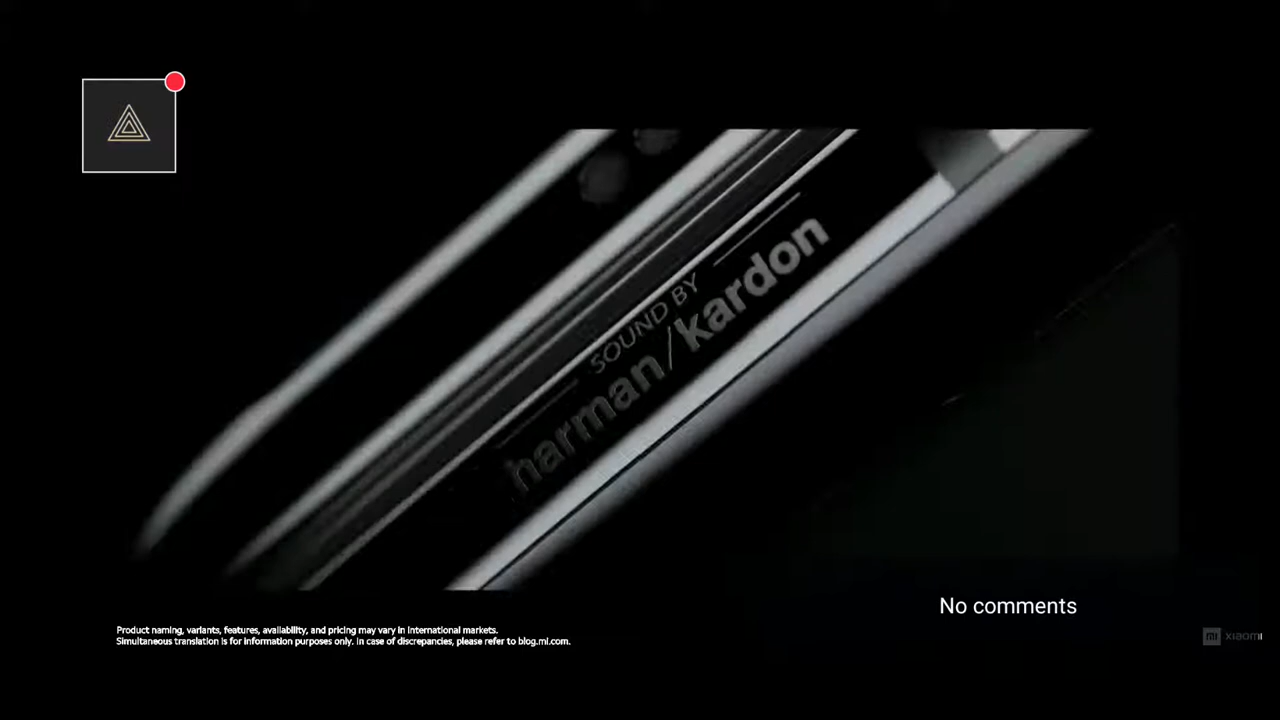 SOUND BY
harman/kardon
No comments
Product naming, variants, features, availability, and pricing may vary in international markets.
Simultaneous translation is for information purposes only. In case of discrepancies, please refer to blog.mi.com.
mi xiaomi